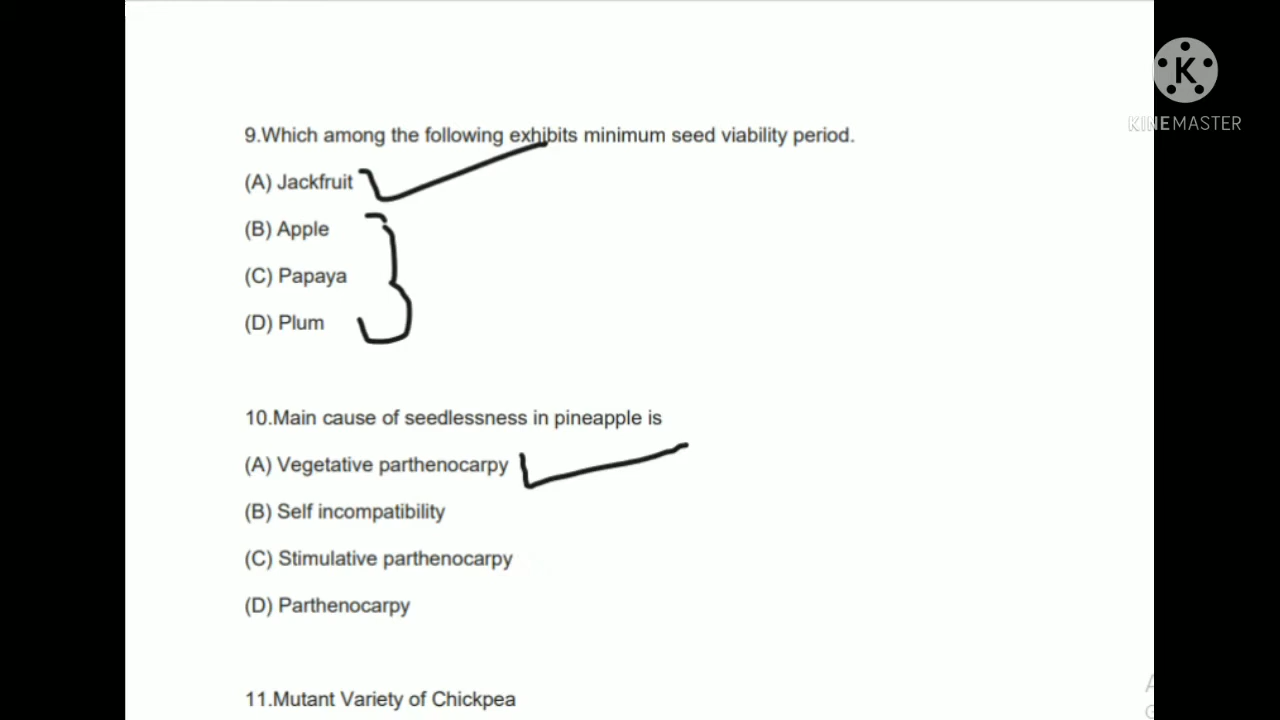 K
KINEMASTER
9.Which among the following exhibits minimum seed viability period.
(A) Jackfruit
(B) Apple
(C) Papaya
(D) Plum
10.Main cause of seedlessness in pineapple is
(A) Vegetative parthenocarpy
(B) Self incompatibility
(C) Stimulative parthenocarpy
(D) Parthenocarpy
11.Mutant Variety of Chickpea